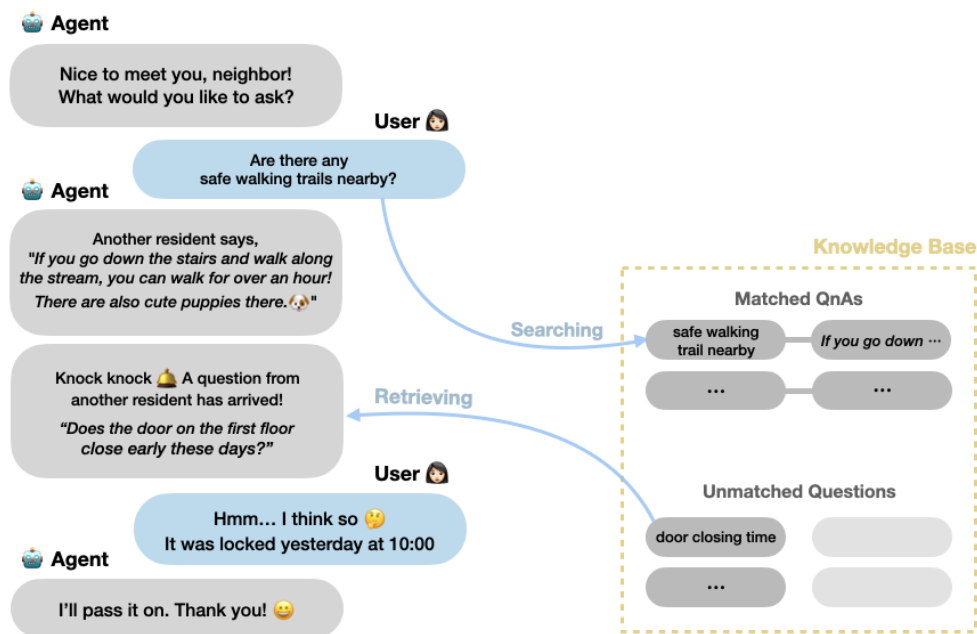 🤖 Agent
Nice to meet you, neighbor!
What would you like to ask?
User 👩🏻
Are there any
safe walking trails nearby?
🤖 Agent
Another resident says,
"If you go down the stairs and walk along
the stream, you can walk for over an hour!
There are also cute puppies there.🐶"
Knock knock 🛎️ A question from
another resident has arrived!
“Does the door on the first floor
close early these days?”
User 👩🏻
Hmm… I think so 🤔
It was locked yesterday at 10:00
🤖 Agent
I’ll pass it on. Thank you! 😀
Searching
Retrieving
Knowledge Base
Matched QnAs
safe walking
trail nearby
If you go down ⋯
⋯
⋯
Unmatched Questions
door closing time
⋯